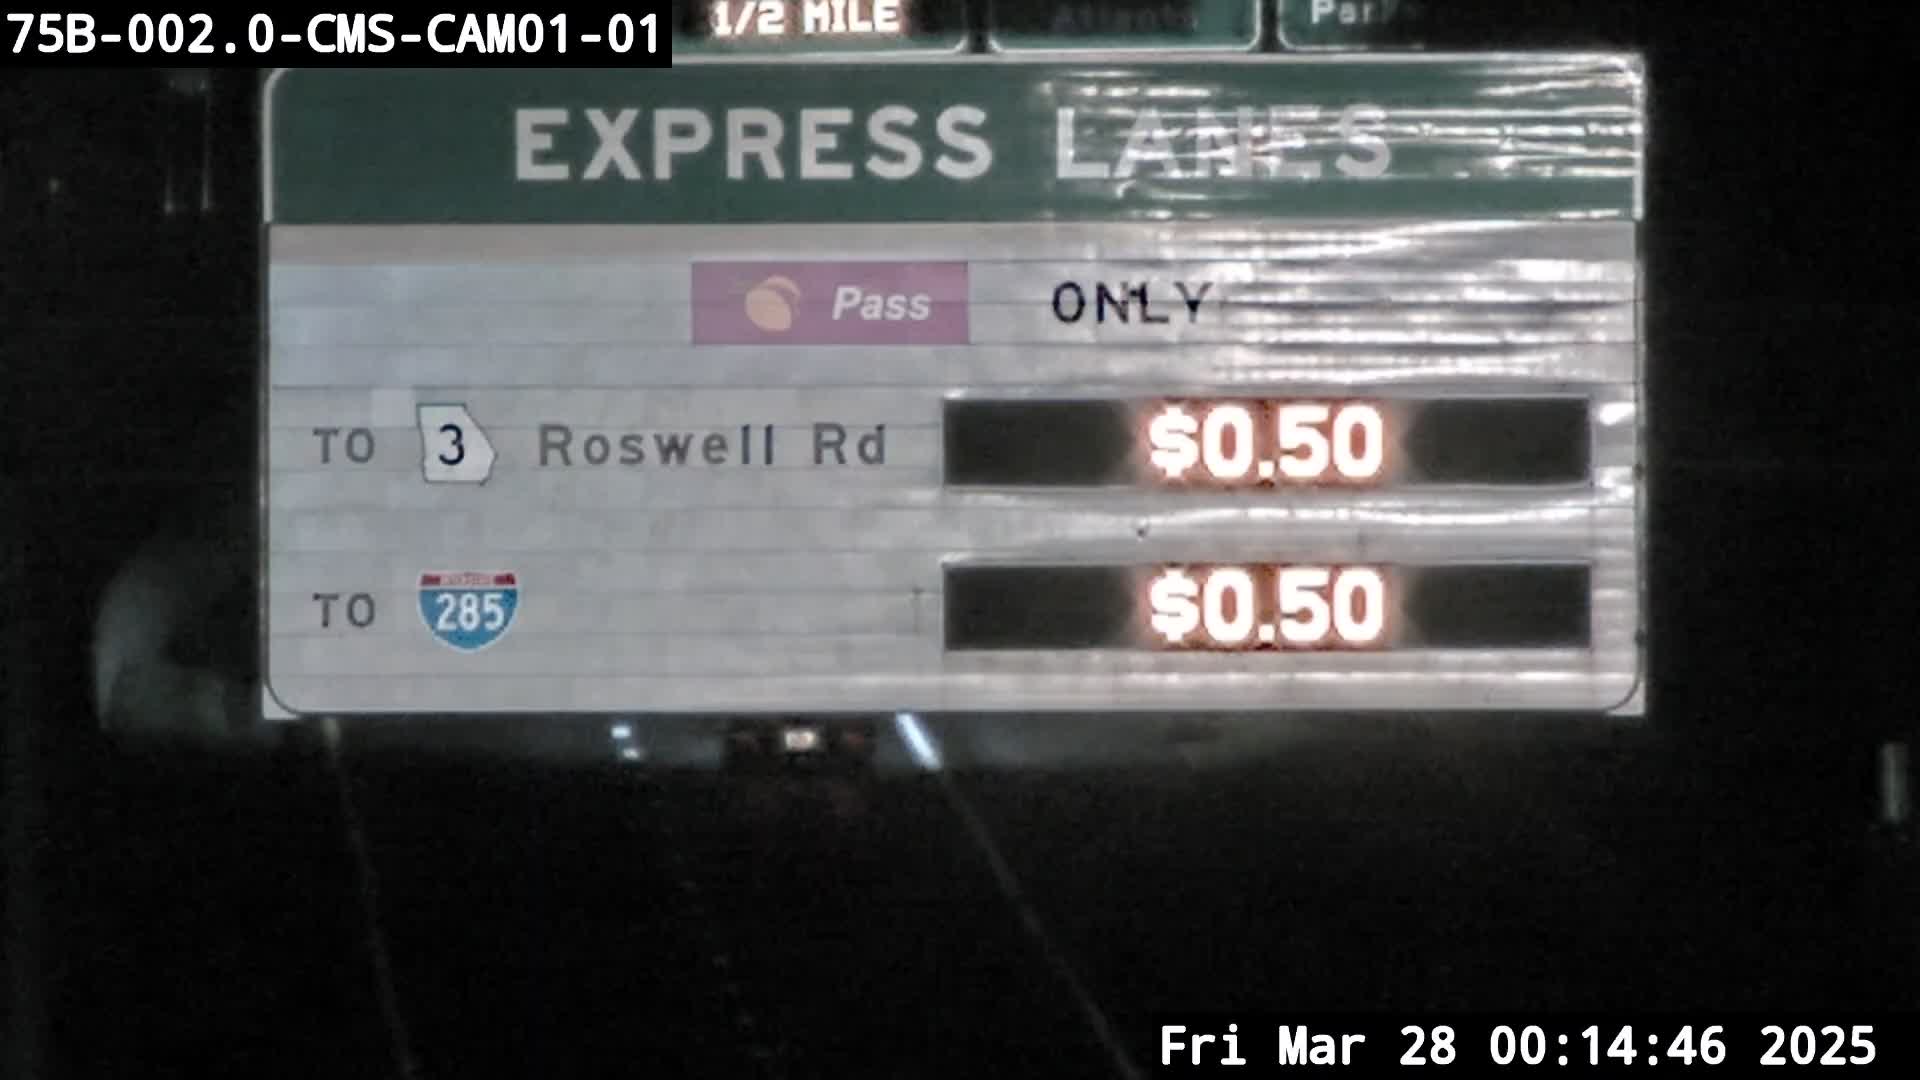 75B-002.0-CMS-CAM01-01
1/2 MILE
EXPRESS LANES
Pass ONLY
TO 3 Roswell Rd $0.50
TO 285 $0.50
Fri Mar 28 00:14:46 2025